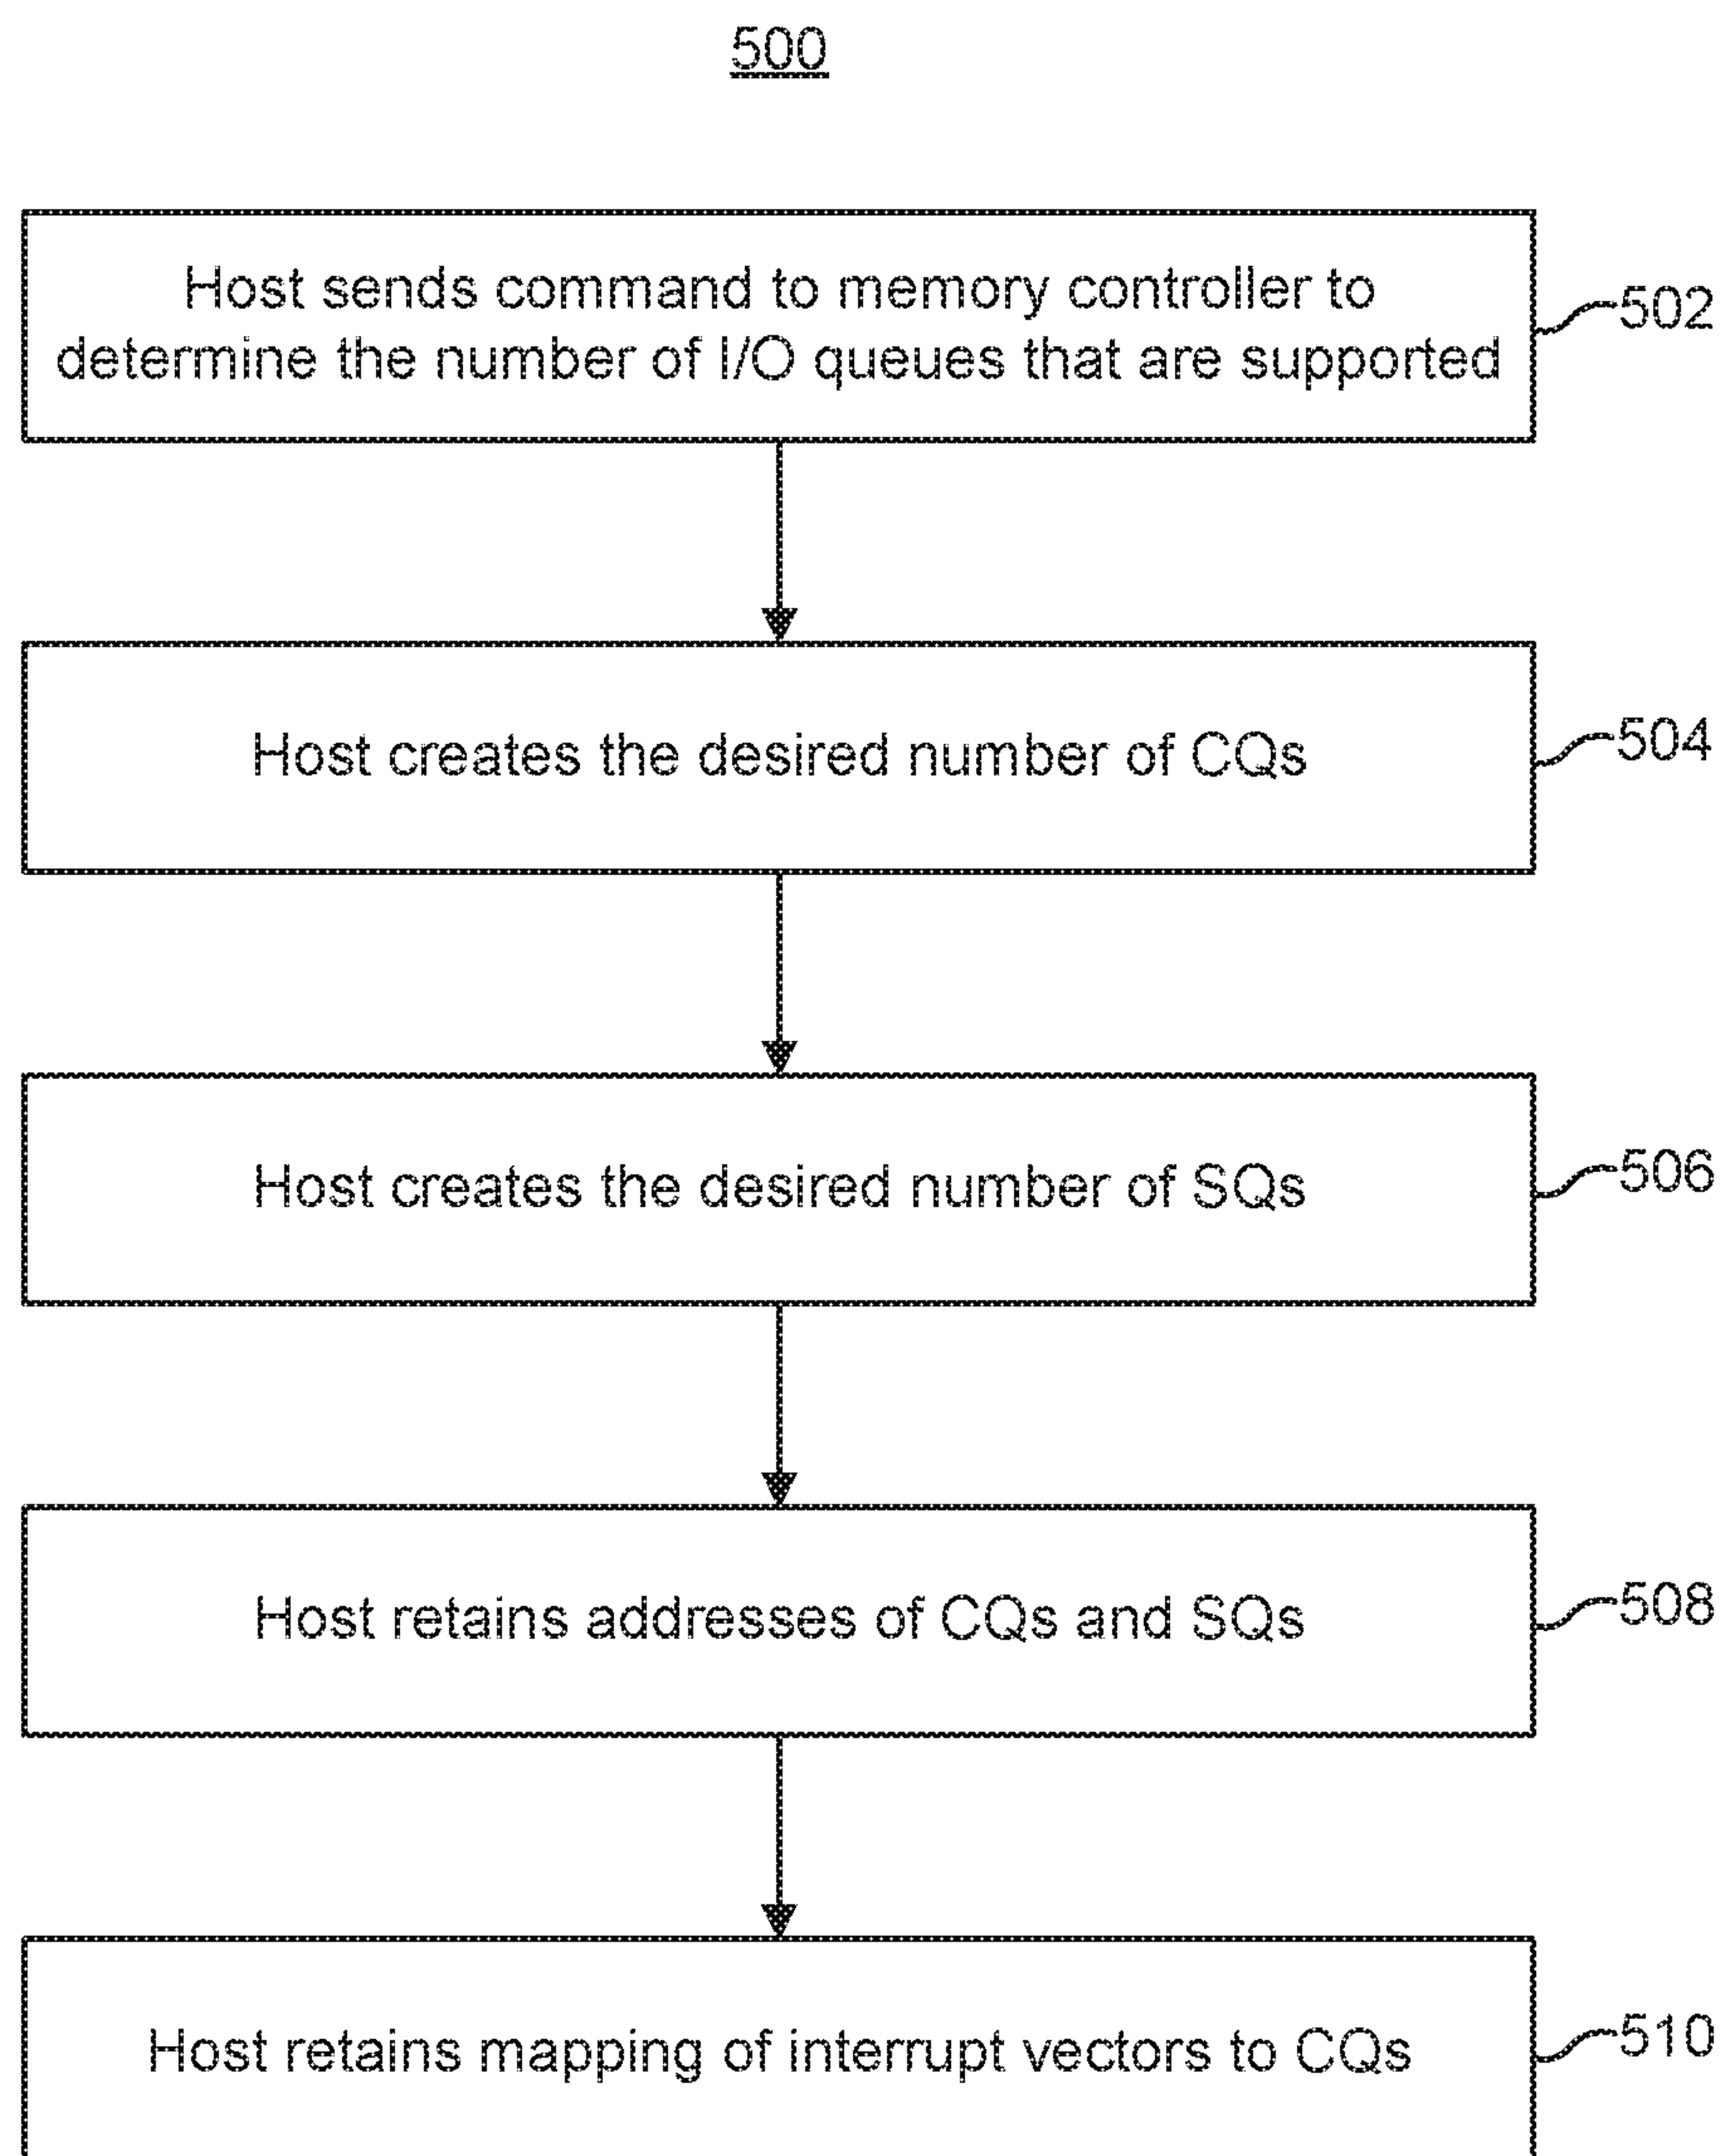 500
Host sends command to memory controller to
determine the number of I/O queues that are supported
502
Host creates the desired number of CQs
504
Host creates the desired number of SQs
506
Host retains addresses of CQs and SQs
508
Host retains mapping of interrupt vectors to CQs
510